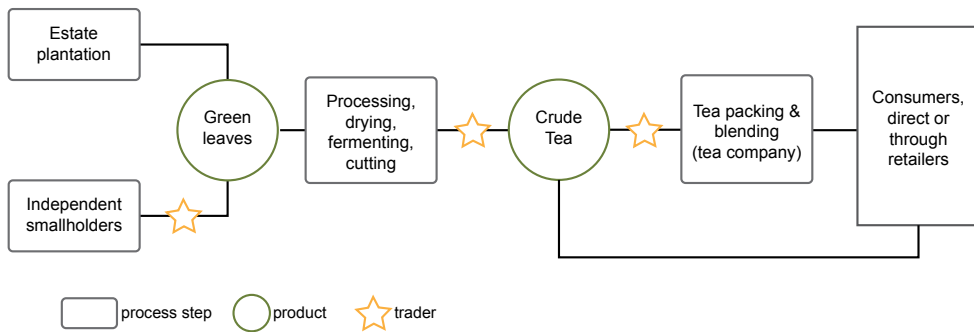 Estate
plantation
Independent
smallholders
Green
leaves
Processing,
drying,
fermenting,
cutting
Crude
Tea
Tea packing &
blending
(tea company)
Consumers,
direct or
through
retailers
process step
product
trader